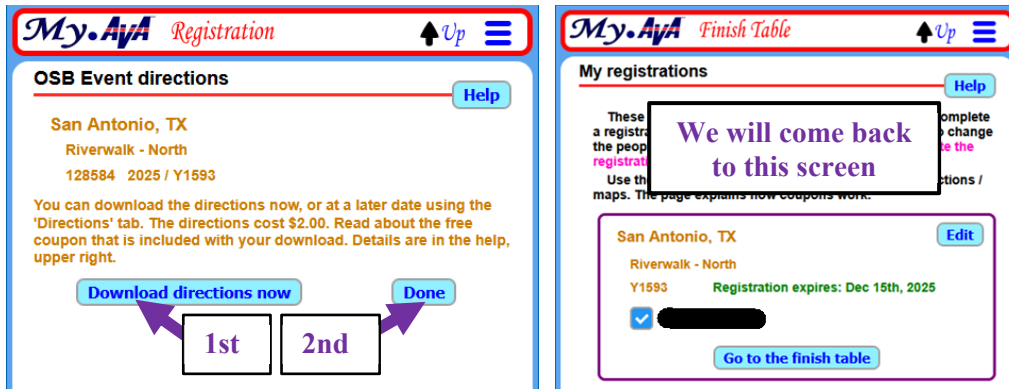 My.AVA Registration Up
OSB Event directions
Help
San Antonio, TX
Riverwalk - North
128584 2025 / Y1593
You can download the directions now, or at a later date using the
'Directions' tab. The directions cost $2.00. Read about the free
coupon that is included with your download. Details are in the help,
upper right.
Download directions now Done
1st 2nd
My.AVA Finish Table Up
My registrations
Help
These
a registra change
the peop te the
registrati
We will come back
to this screen
Use th ctions /
maps. The page explains how coupons work.
San Antonio, TX Edit
Riverwalk - North
Y1593 Registration expires: Dec 15th, 2025
Go to the finish table